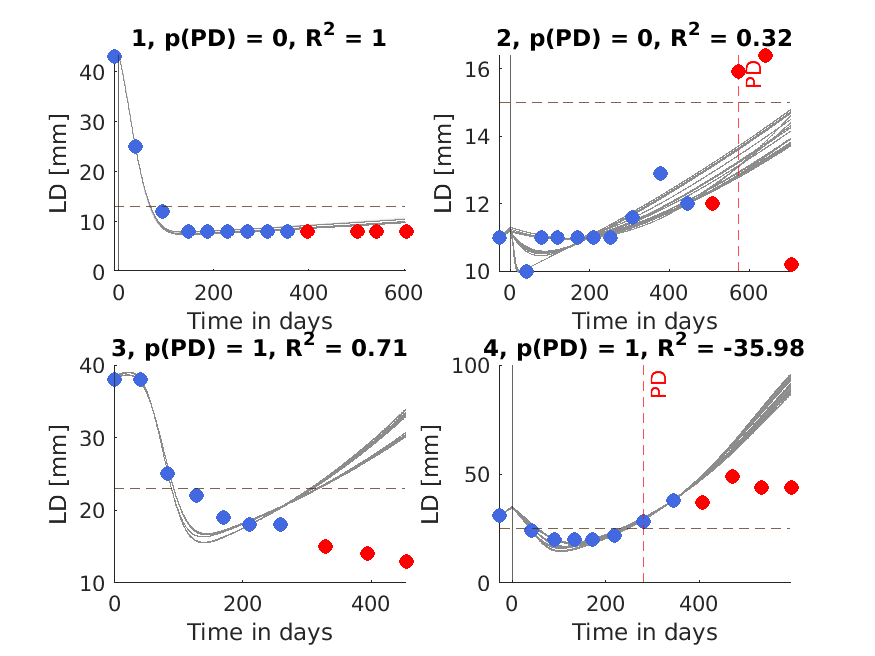 1, p(PD) = 0, R² = 1
LD [mm]
40
30
20
10
0
0
200
400
600
Time in days
2, p(PD) = 0, R² = 0.32
LD [mm]
16
14
12
10
0
200
400
600
PD
Time in days
3, p(PD) = 1, R² = 0.71
LD [mm]
40
30
20
10
0
200
400
Time in days
4, p(PD) = 1, R² = -35.98
LD [mm]
100
50
0
0
200
400
PD
Time in days